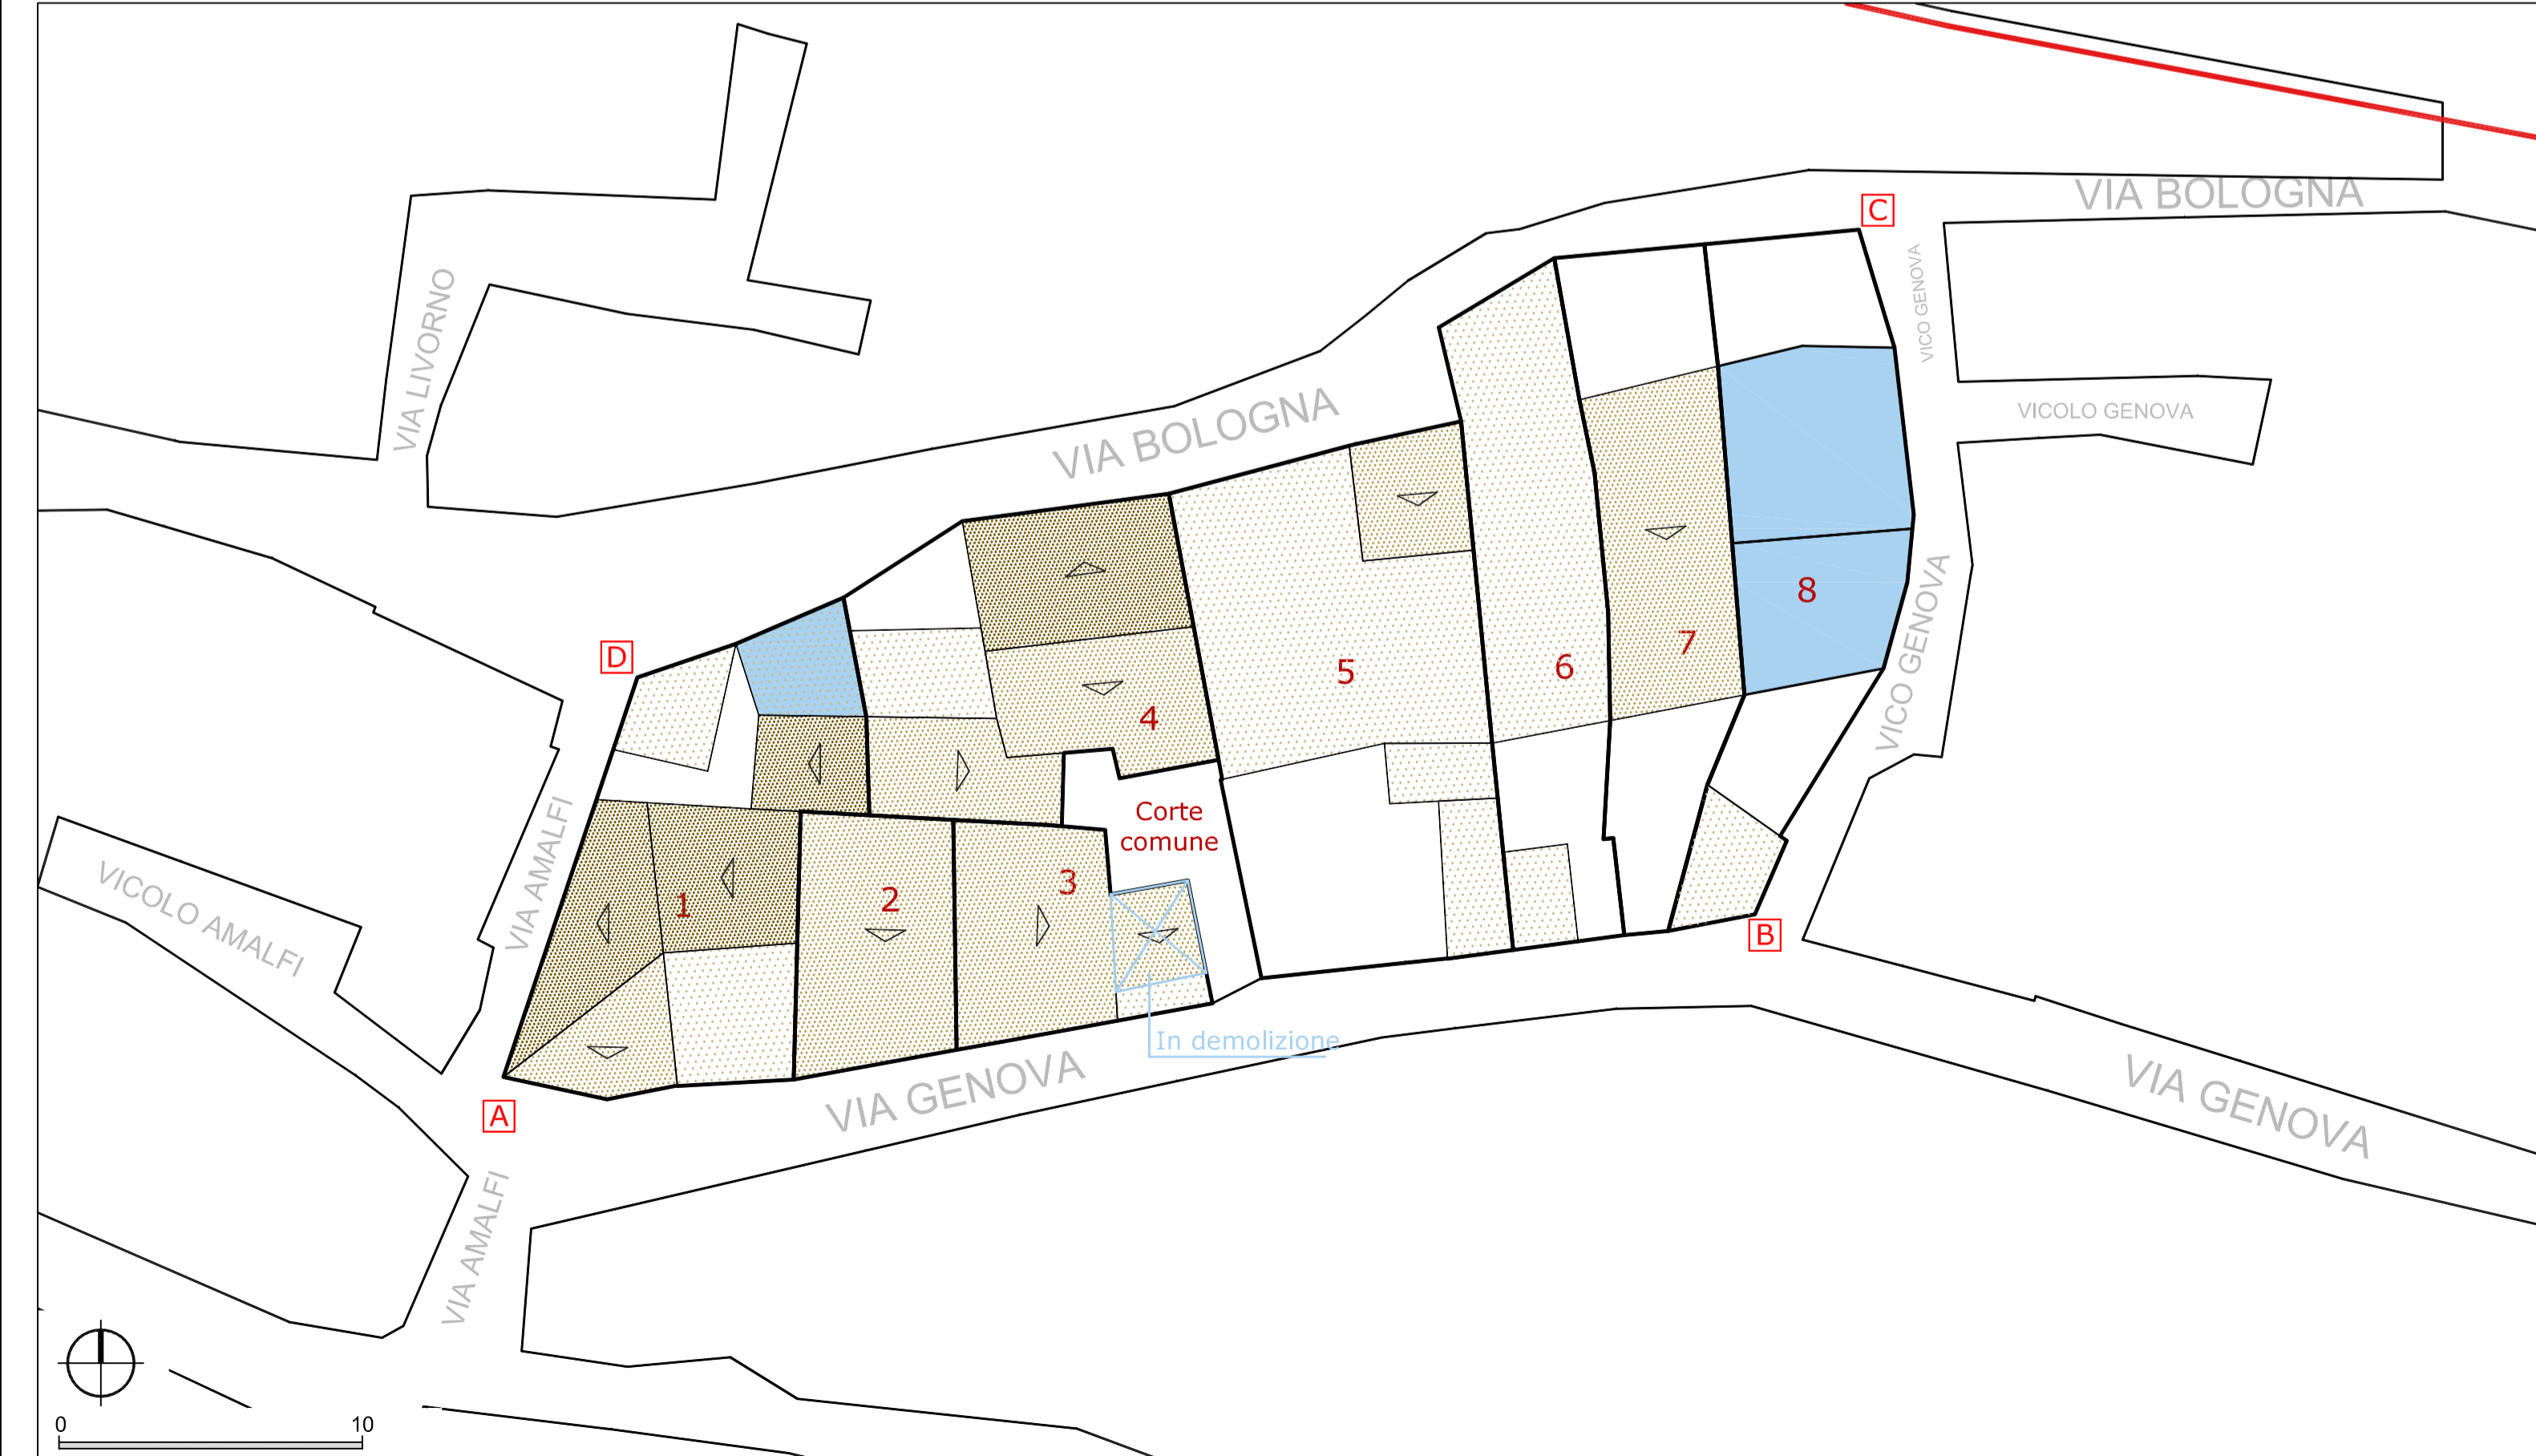 VIA BOLOGNA
C
VICO GENOVA
VIA LIVORNO
VICOLO GENOVA
VIA BOLOGNA
8
VICO GENOVA
D
5
6
7
4
Corte
comune
VIA AMALFI
VICOLO AMALFI
1
2
3
B
In demolizione
VIA GENOVA
A
VIA GENOVA
VIA AMALFI
0 10